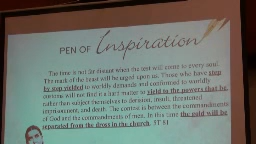 PEN OF Inspiration
The time is not far distant when the test will come to every soul.
The mark of the beast will be urged upon us. Those who have step
by step yielded to worldly demands and conformed to worldly
customs will not find it a hard matter to yield to the powers that be,
rather than subject themselves to derision, insult, threatened
imprisonment, and death. The contest is between the commandments
of God and the commandments of men. In this time the gold will be
separated from the dross in the church. 5T 81